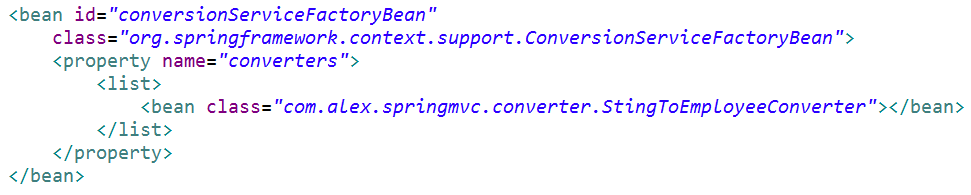 <bean id="conversionServiceFactoryBean"
    class="org.springframework.context.support.ConversionServiceFactoryBean">
    <property name="converters">
        <list>
            <bean class="com.alex.springmvc.converter.StingToEmployeeConverter"></bean>
        </list>
    </property>
</bean>